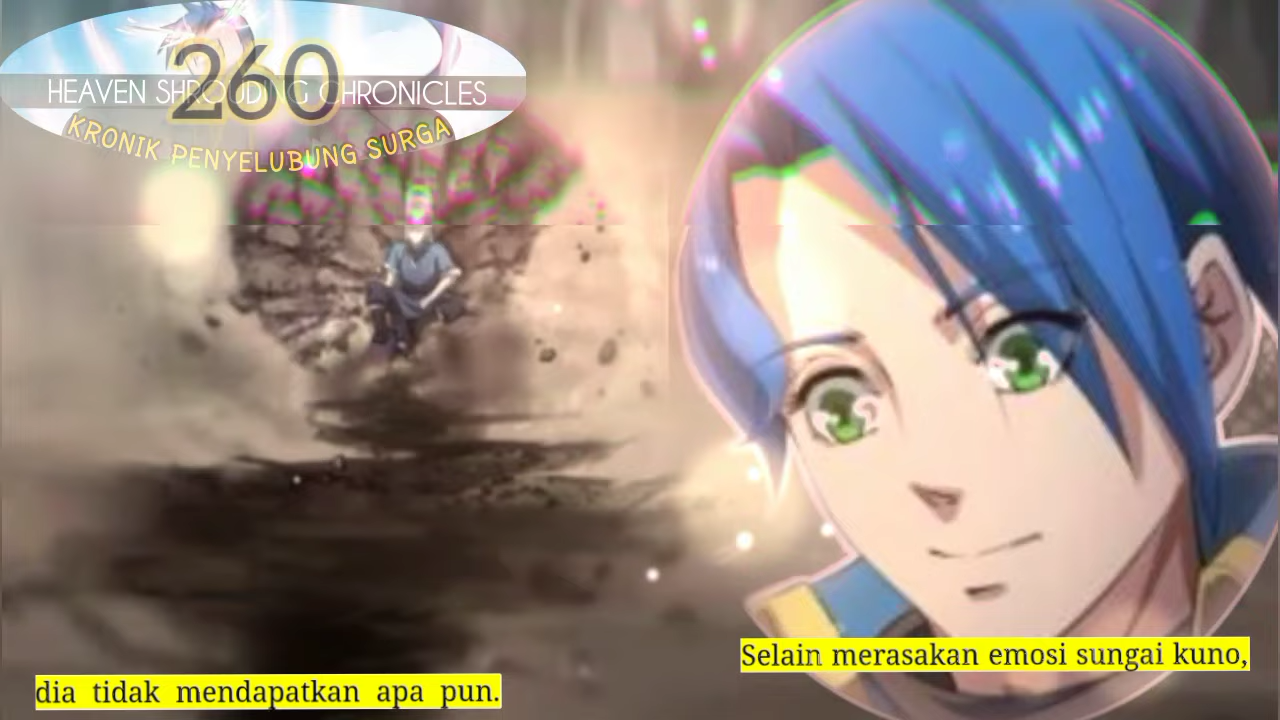 260
HEAVEN SHROUDING CHRONICLES
KRONIK PENYELUBUNG SURGA
Selain merasakan emosi sungai kuno,
dia tidak mendapatkan apa pun.